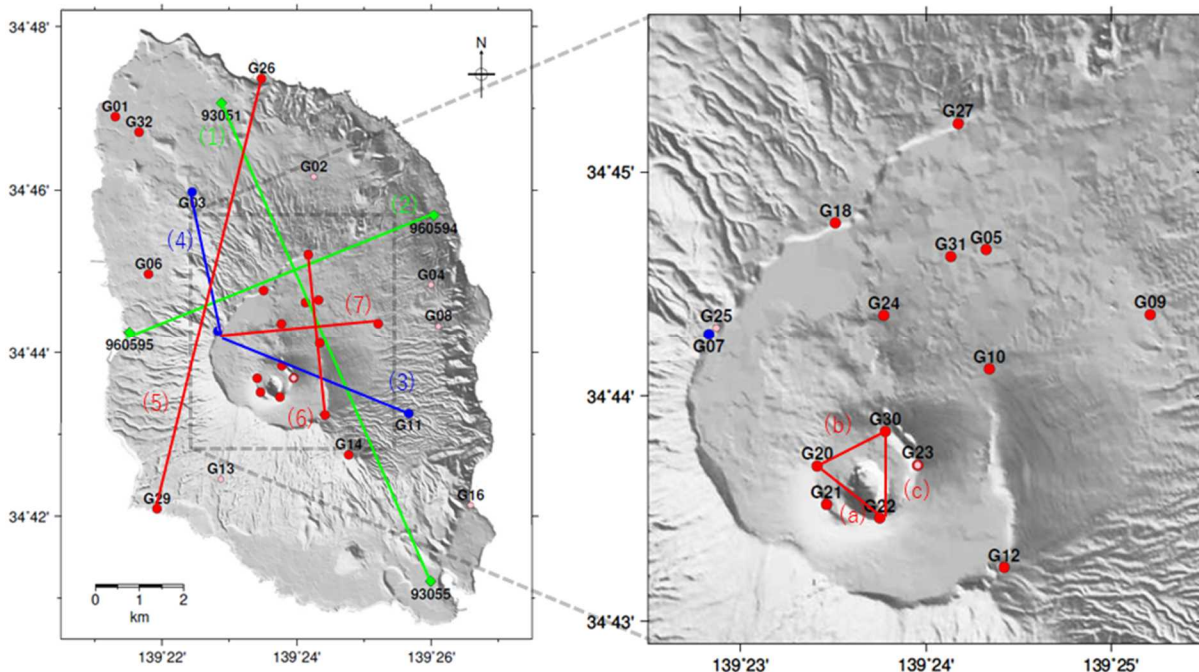 34°48'
34°46'
34°44'
34°42'
139°22'
139°24'
139°26'
N
G26
G01
G32
93051
(1)
G02
G03
(2)
960594
(4)
G06
G04
(7)
G08
960595
(3)
(5)
(6)
G11
G14
G13
G16
G29
93055
0
2
km
34°45'
34°44'
34°43'
139°23'
139°24'
139°25'
G27
G18
G31
G05
G24
G09
G25
G07
G10
(b)
G30
G20
G23
G21
(a)
G22
(c)
G12